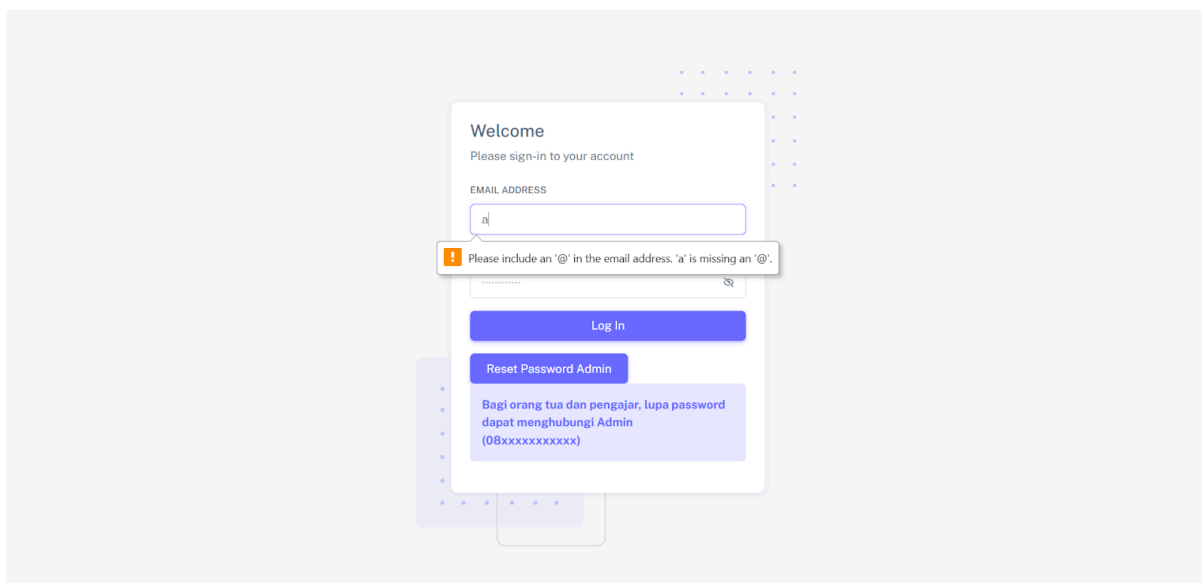 Welcome
Please sign-in to your account
EMAIL ADDRESS
a
Please include an '@' in the email address. 'a' is missing an '@'.
Log In
Reset Password Admin
Bagi orang tua dan pengajar, lupa password
dapat menghubungi Admin
(08xxxxxxxxxxx)